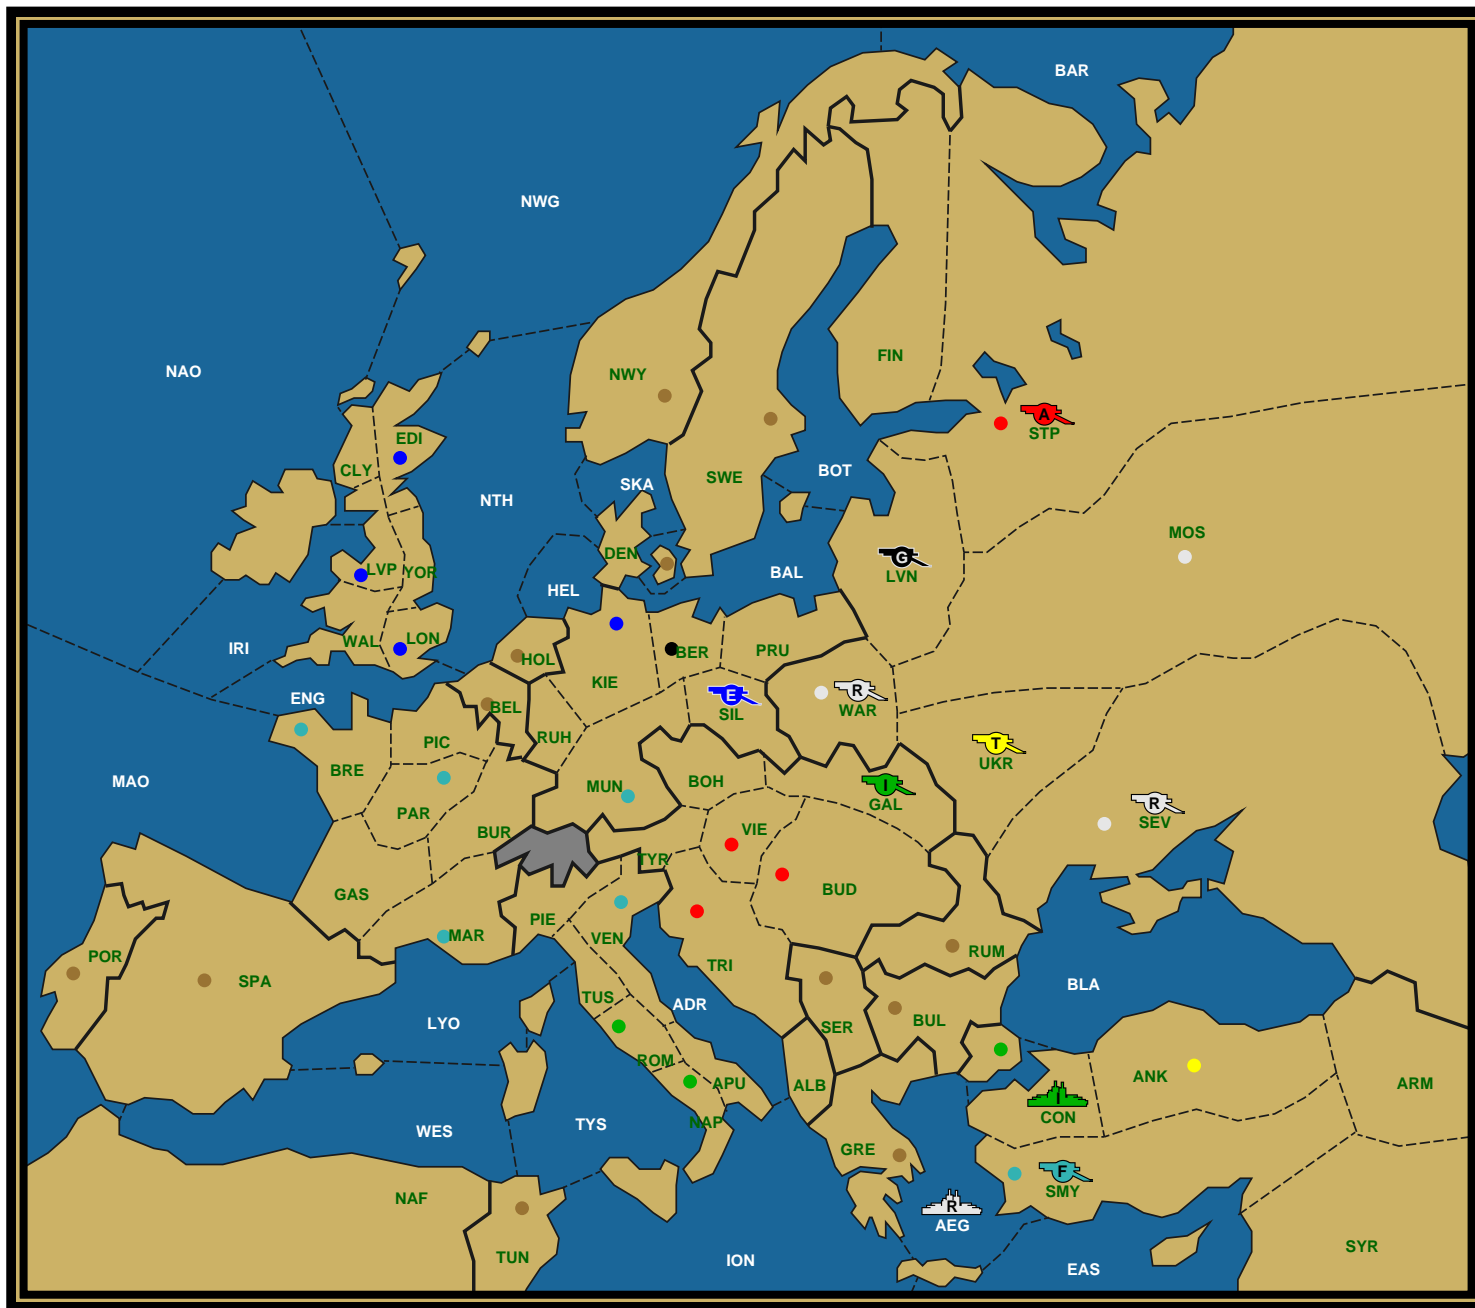 BAR
NWG
NAO
FIN
NWY
A
STP
EDI
CLY
BOT
SWE
SKA
NTH
MOS
DEN
G
LVN
LVP
YOR
BAL
HEL
WAL
LON
IRI
HOL
BER
PRU
KIE
ENG
E
SIL
R
WAR
BEL
RUH
PIC
T
UKR
BRE
MAO
MUN
BOH
I
GAL
PAR
R
SEV
BUR
VIE
TYR
BUD
GAS
PIE
VEN
MAR
POR
SPA
TRI
RUM
BLA
TUS
ADR
LYO
SER
BUL
ROM
APU
ALB
ANK
ARM
I
CON
NAP
TYS
WES
GRE
F
SMY
NAF
R
AEG
TUN
ION
EAS
SYR